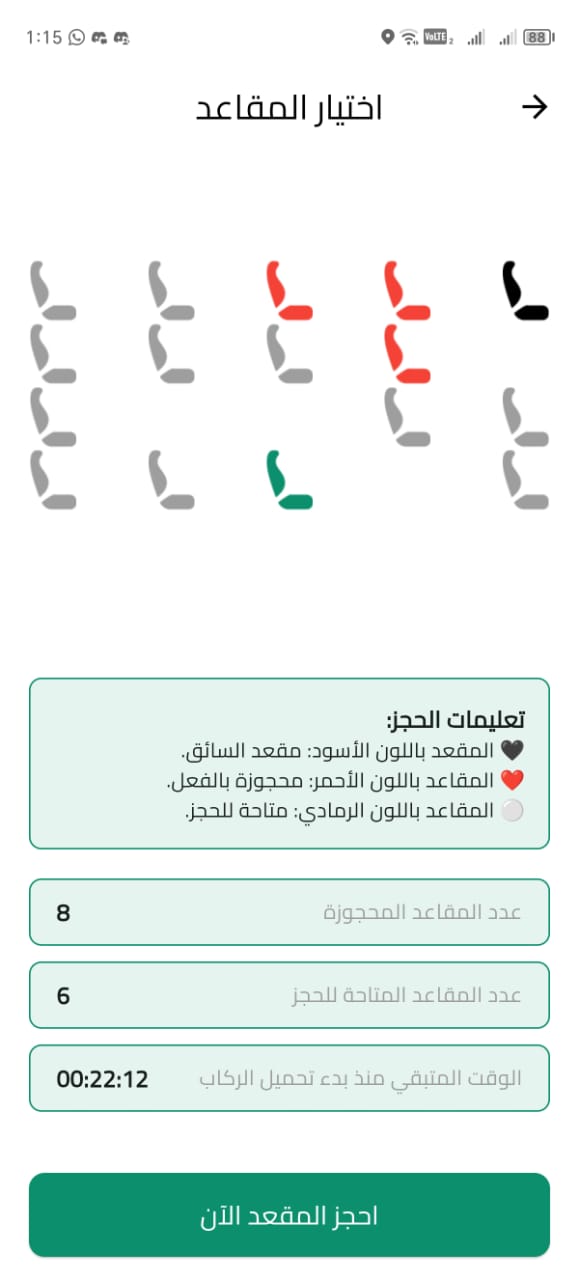 1:15 VoLTE 2 88
اختيار المقاعد
تعليمات الحجز:
🖤 المقعد باللون الأسود: مقعد السائق.
❤️ المقاعد باللون الأحمر: محجوزة بالفعل.
⚪ المقاعد باللون الرمادي: متاحة للحجز.
عدد المقاعد المحجوزة 8
عدد المقاعد المتاحة للحجز 6
الوقت المتبقي منذ بدء تحميل الركاب 00:22:12
احجز المقعد الآن